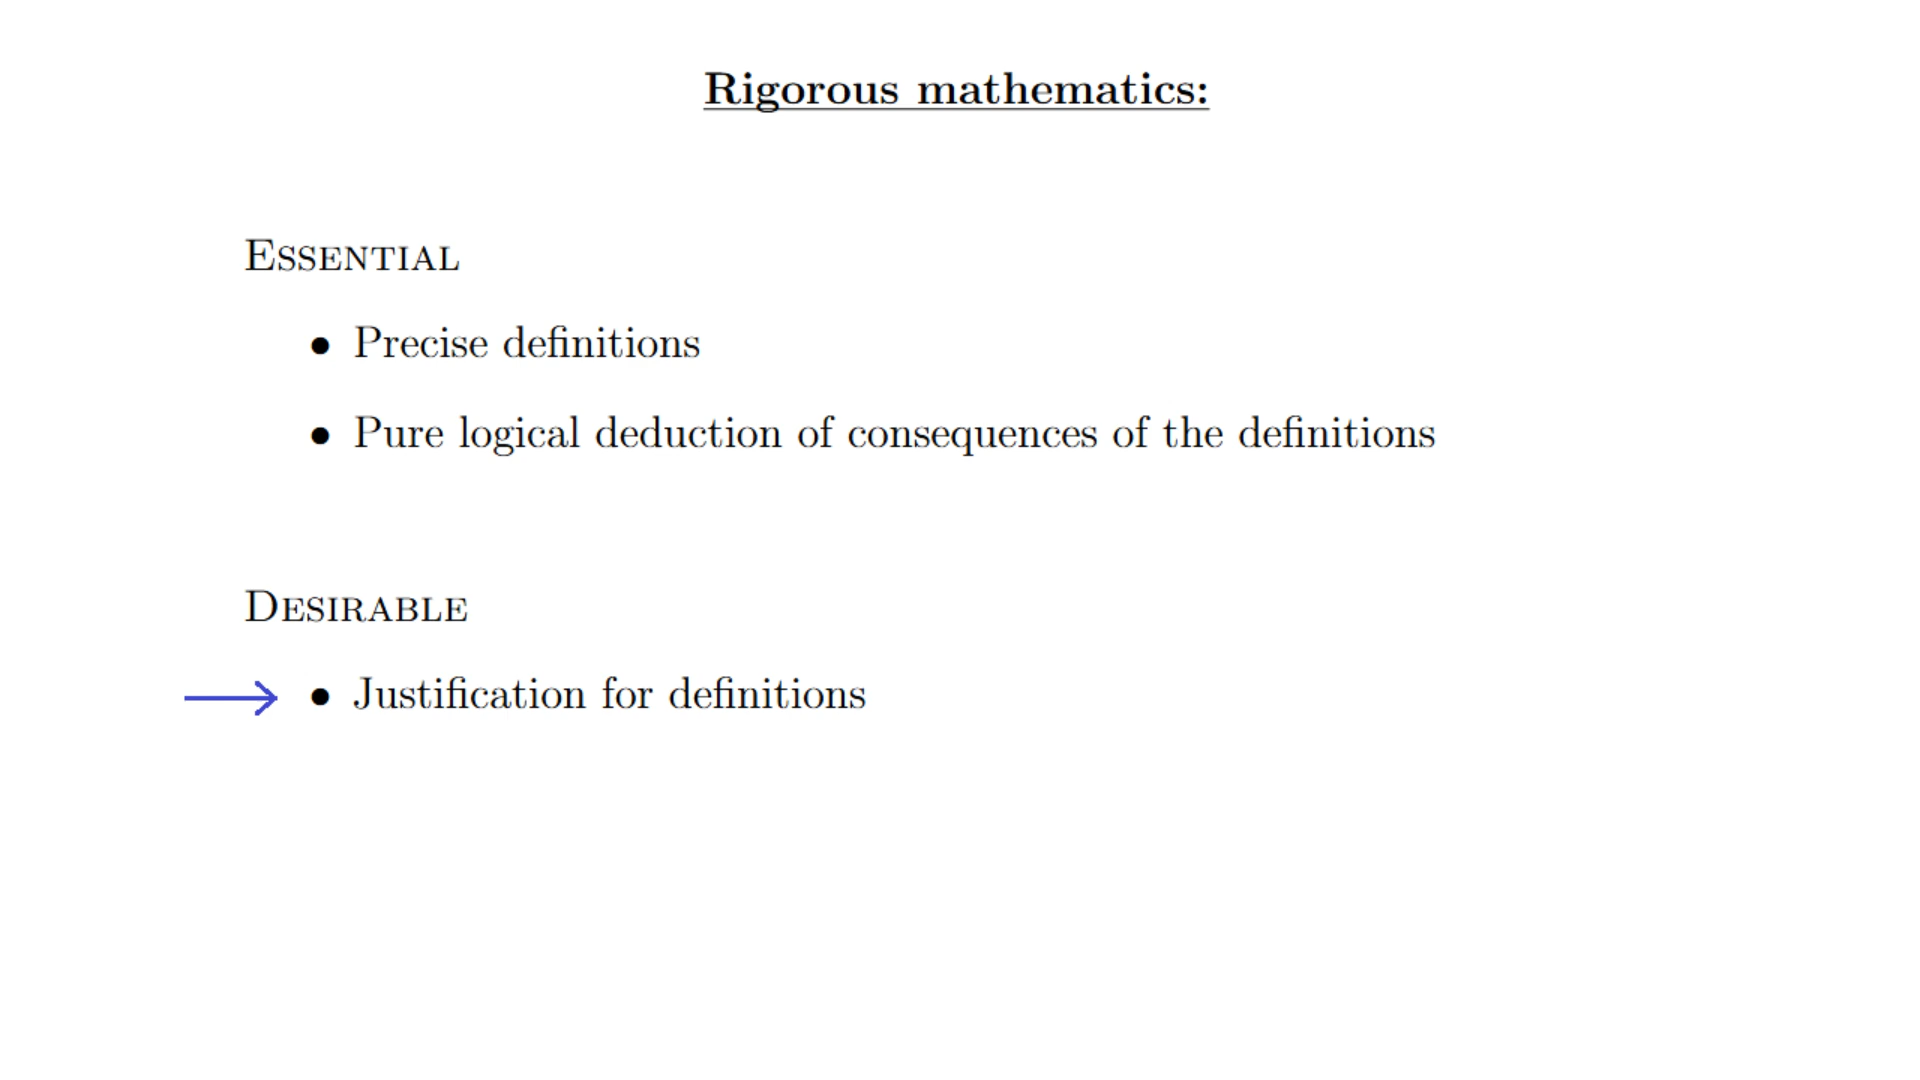 Rigorous mathematics:
Essential
• Precise definitions
• Pure logical deduction of consequences of the definitions
Desirable
• Justification for definitions